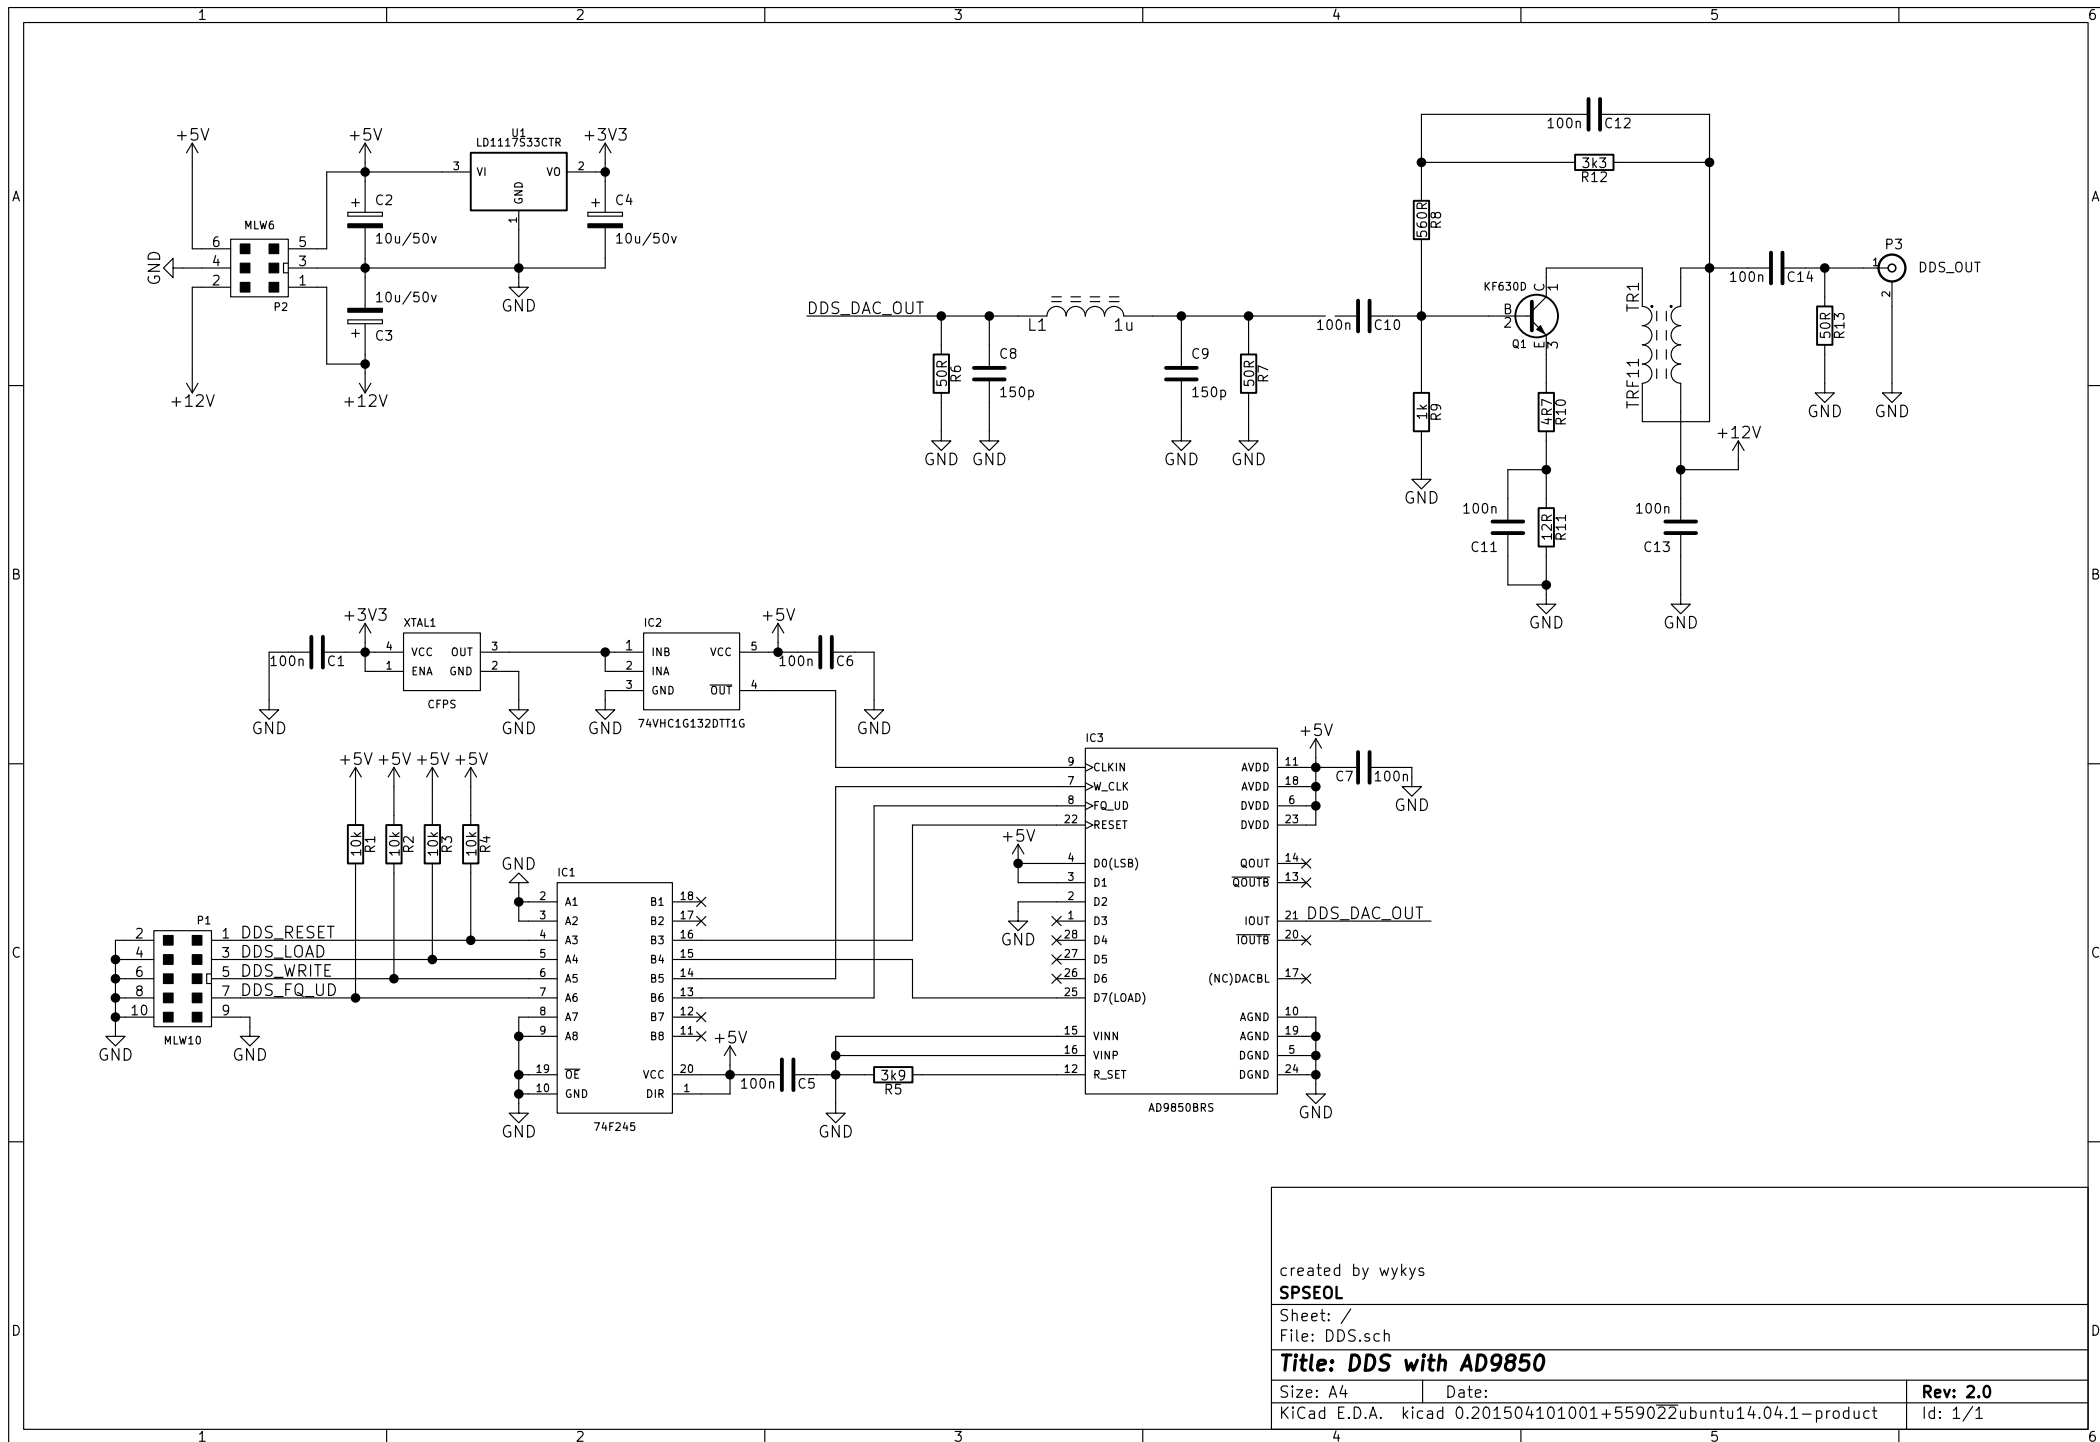 1 2 3 4 5 6
A A
B B
C C
D D
+5V
+5V
U1
LD1117S33CTR
+3V3
3 VI VO 2
GND
1
+ C2
10u/50v
+ C4
10u/50v
MLW6
6 5
4 3
2 1
GND
P2
10u/50v
+ C3
GND
+12V
+12V
DDS_DAC_OUT
L1 1u
50R R6
C8
150p
C9
150p
50R R7
GND GND GND GND
100n C10
100n C12
3k3
R12
560R R8
1k R9
GND
KF630D
C 1
B
2
Q1 E 3
4R7 R10
100n
C11
12R R11
GND
TR1
TRF11
+12V
100n
C13
GND
100n C14
50R R13
GND
P3
1
2
DDS_OUT
GND
+3V3
100n C1
GND
XTAL1
4 VCC OUT 3
1 ENA GND 2
CFPS
GND
IC2
1 INB VCC 5
2 INA
3 GND OUT 4
74VHC1G132DTT1G
GND
+5V
100n C6
GND
+5V +5V +5V +5V
10k R1
10k R2
10k R3
10k R4
P1
2 1 DDS_RESET
4 3 DDS_LOAD
6 5 DDS_WRITE
8 7 DDS_FQ_UD
10 9
MLW10
GND GND
GND
IC1
2 A1 B1 18
3 A2 B2 17
4 A3 B3 16
5 A4 B4 15
6 A5 B5 14
7 A6 B6 13
8 A7 B7 12
9 A8 B8 11
19 OE VCC 20
10 GND DIR 1
74F245
GND
+5V
100n C5
GND
3k9
R5
IC3
9 CLKIN AVDD 11
7 W_CLK AVDD 18
8 FQ_UD DVDD 6
22 RESET DVDD 23
4 D0(LSB) QOUT 14
3 D1 QOUTB 13
2 D2
1 D3 IOUT 21 DDS_DAC_OUT
28 D4 IOUTB 20
27 D5
26 D6 (NC)DACBL 17
25 D7(LOAD)
AGND 10
15 VINN AGND 19
16 VINP DGND 5
12 R_SET DGND 24
AD9850BRS
+5V
GND
+5V
C7 100n
GND
GND
created by wykys
SPSEOL
Sheet: /
File: DDS.sch
Title: DDS with AD9850
Size: A4 Date: Rev: 2.0
KiCad E.D.A. kicad 0.201504101001+559022ubuntu14.04.1-product Id: 1/1
1 2 3 4 5 6